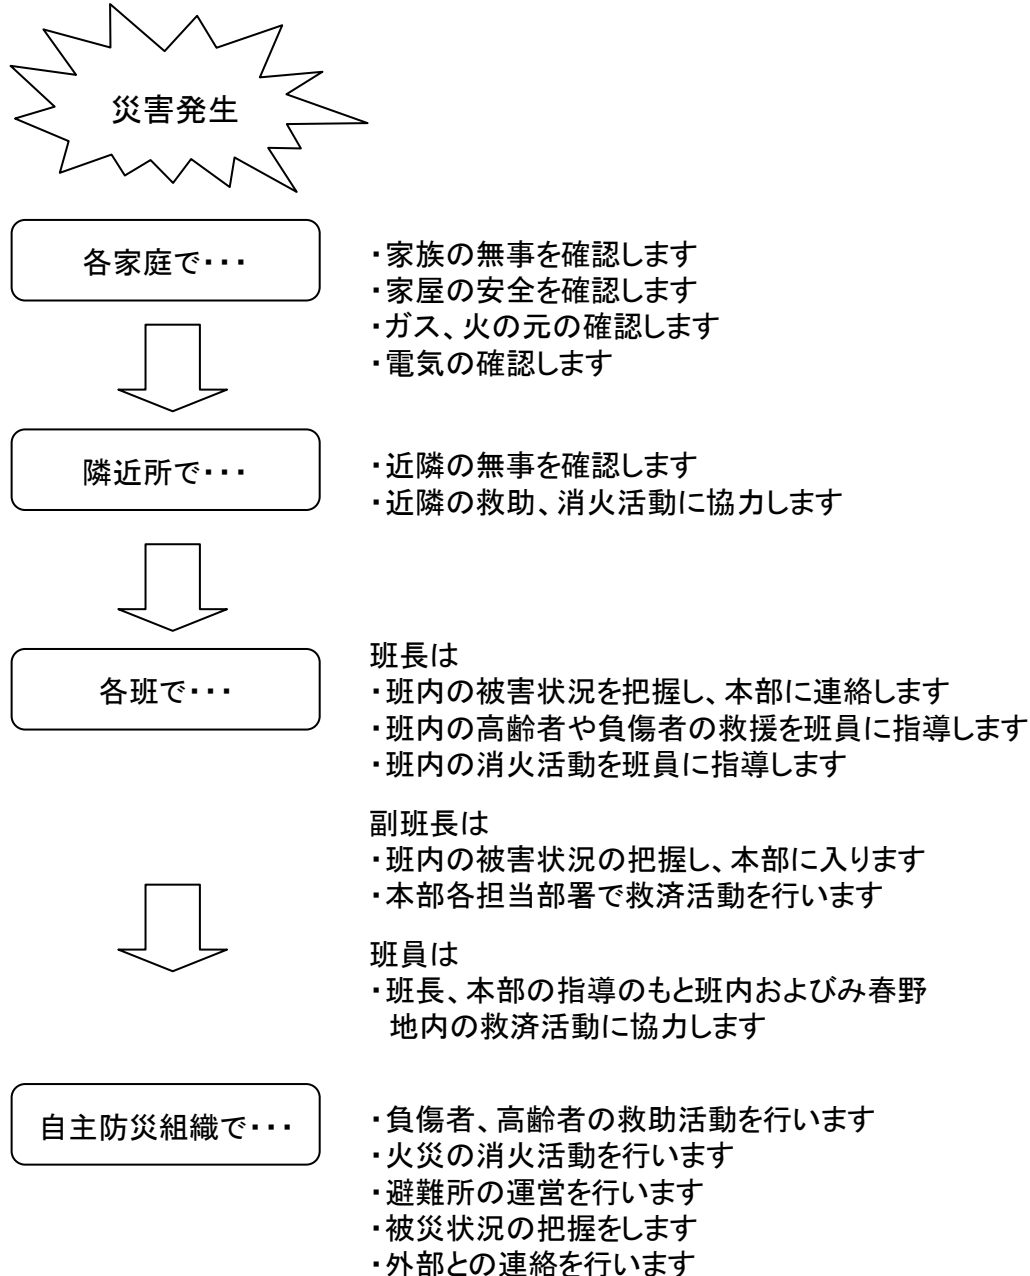 災害発生
各家庭で・・・
・家族の無事を確認します
・家屋の安全を確認します
・ガス、火の元の確認します
・電気の確認します
隣近所で・・・
・近隣の無事を確認します
・近隣の救助、消火活動に協力します
各班で・・・
班長は
・班内の被害状況を把握し、本部に連絡します
・班内の高齢者や負傷者の救援を班員に指導します
・班内の消火活動を班員に指導します
副班長は
・班内の被害状況の把握し、本部に入ります
・本部各担当部署で救済活動を行います
班員は
・班長、本部の指導のもと班内およびみ春野
地内の救済活動に協力します
自主防災組織で・・・
・負傷者、高齢者の救助活動を行います
・火災の消火活動を行います
・避難所の運営を行います
・被災状況の把握をします
・外部との連絡を行います